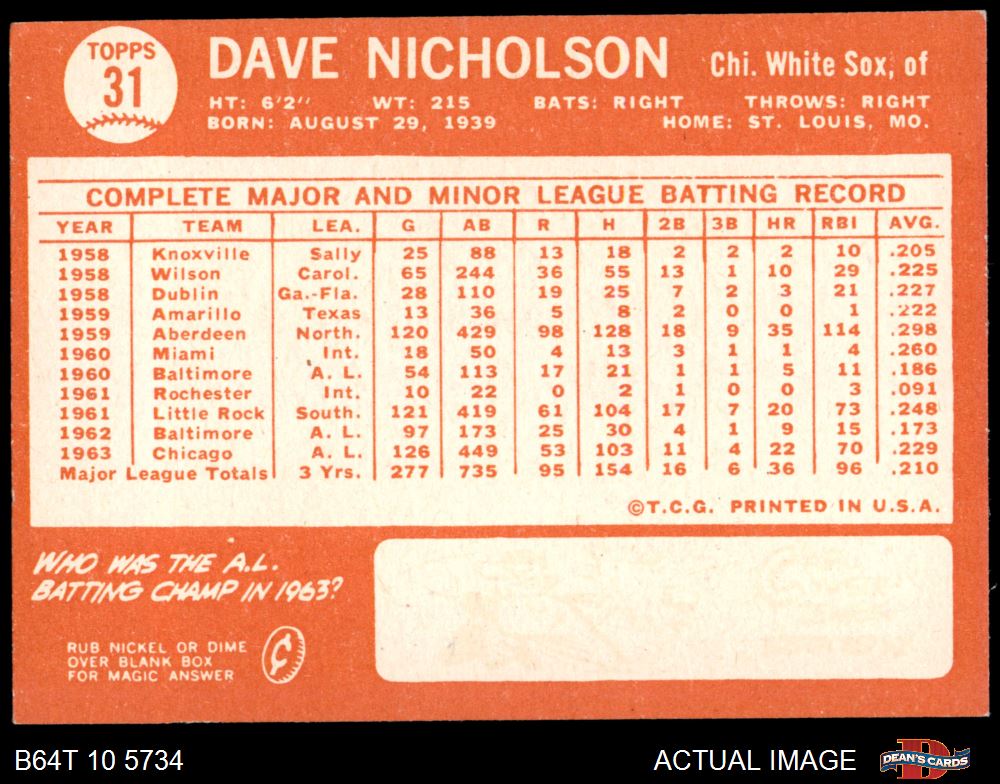 TOPPS
31
DAVE NICHOLSON Chi. White Sox, of
HT: 6'2" WT: 215 BATS: RIGHT THROWS: RIGHT
BORN: AUGUST 29, 1939 HOME: ST. LOUIS, MO.
COMPLETE MAJOR AND MINOR LEAGUE BATTING RECORD
YEAR TEAM LEA. G AB R H 2B 3B HR RBI AVG.
1958 Knoxville Sally 25 88 13 18 2 2 2 10 .205
1958 Wilson Carol. 65 244 36 55 13 1 10 29 .225
1958 Dublin Ga.-Fla. 28 110 19 25 7 2 3 21 .227
1959 Amarillo Texas 13 36 5 8 2 0 0 1 .222
1959 Aberdeen North. 120 429 98 128 18 9 35 114 .298
1960 Miami Int. 18 50 4 13 3 1 1 4 .260
1960 Baltimore A. L. 54 113 17 21 1 1 5 11 .186
1961 Rochester Int. 10 22 0 2 1 0 0 3 .091
1961 Little Rock South. 121 419 61 104 17 7 20 73 .248
1962 Baltimore A. L. 97 173 25 30 4 1 9 15 .173
1963 Chicago A. L. 126 449 53 103 11 4 22 70 .229
Major League Totals 3 Yrs. 277 735 95 154 16 6 36 96 .210
©T.C.G. PRINTED IN U.S.A.
WHO WAS THE A.L.
BATTING CHAMP IN 1963?
RUB NICKEL OR DIME
OVER BLANK BOX
FOR MAGIC ANSWER
¢
B64T 10 5734 ACTUAL IMAGE DEAN'S CARDS